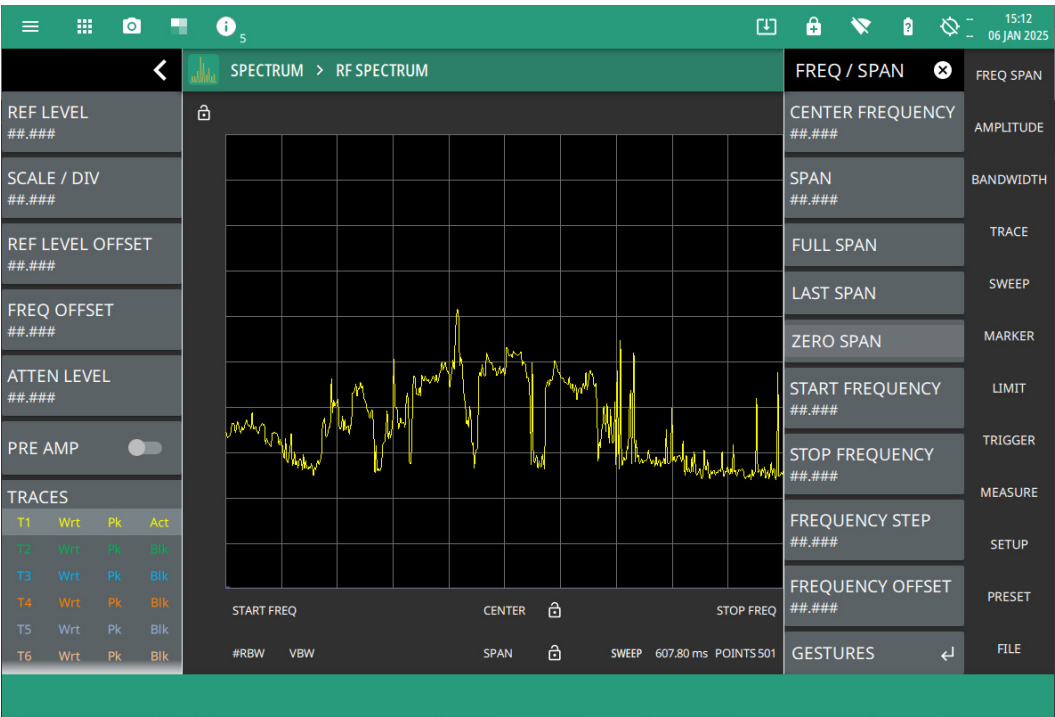 5
15:12
06 JAN 2025
SPECTRUM > RF SPECTRUM
REF LEVEL
##.###
SCALE / DIV
##.###
REF LEVEL OFFSET
##.###
FREQ OFFSET
##.###
ATTEN LEVEL
##.###
PRE AMP
TRACES
T1 Wrt Pk Act
T2 Wrt Pk Blk
T3 Wrt Pk Blk
T4 Wrt Pk Blk
T5 Wrt Pk Blk
T6 Wrt Pk Blk
START FREQ CENTER STOP FREQ
#RBW VBW SPAN SWEEP 607.80 ms POINTS 501
FREQ / SPAN
CENTER FREQUENCY
##.###
SPAN
##.###
FULL SPAN
LAST SPAN
ZERO SPAN
START FREQUENCY
##.###
STOP FREQUENCY
##.###
FREQUENCY STEP
##.###
FREQUENCY OFFSET
##.###
GESTURES
FREQ SPAN
AMPLITUDE
BANDWIDTH
TRACE
SWEEP
MARKER
LIMIT
TRIGGER
MEASURE
SETUP
PRESET
FILE